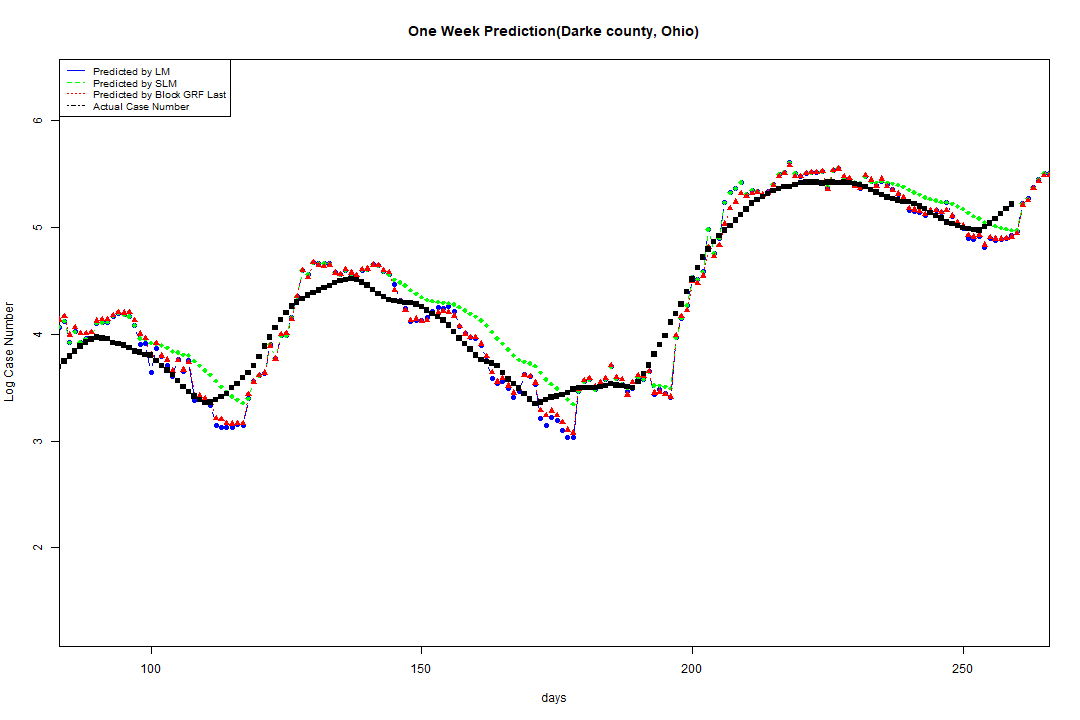 One Week Prediction(Darke county, Ohio)
Predicted by LM
Predicted by SLM
Predicted by Block GRF Last
Actual Case Number
Log Case Number
6
5
4
3
2
100 150 200 250
days